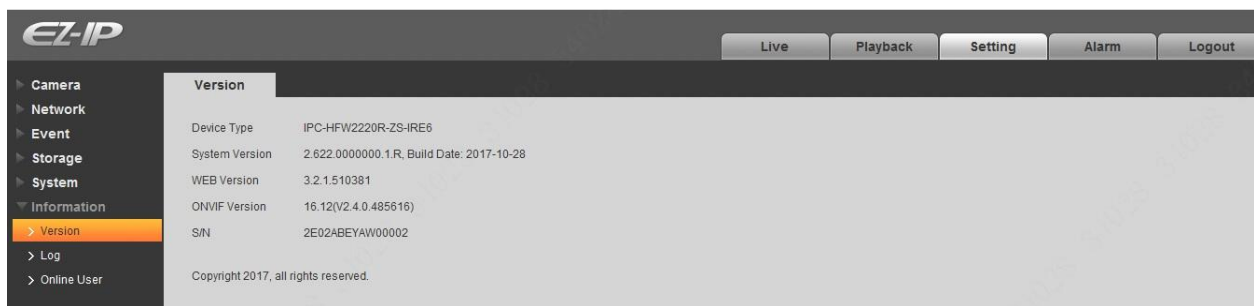 EZ-IP
Live Playback Setting Alarm Logout
Camera
Network
Event
Storage
System
Information
Version
Log
Online User
Version
Device Type IPC-HFW2220R-ZS-IRE6
System Version 2.622.0000000.1.R, Build Date: 2017-10-28
WEB Version 3.2.1.510381
ONVIF Version 16.12(V2.4.0.485616)
S/N 2E02ABEYAW00002
Copyright 2017, all rights reserved.